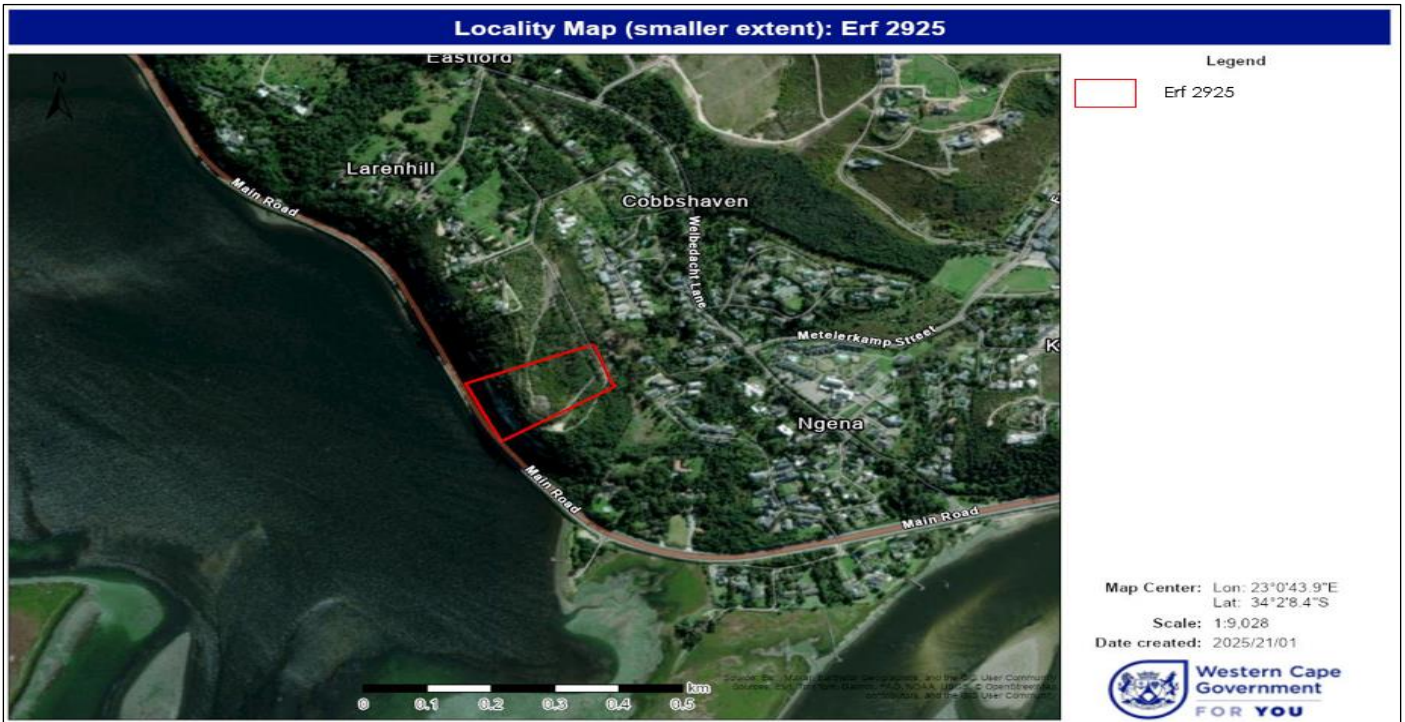 Locality Map (smaller extent): Erf 2925
Eastford
N
Legend
Erf 2925
Larenhill
Main Road
Cobbshaven
Welbedacht Lane
Metelerkamp Street
K
Ngena
Main Road
Main Road
km
0 0.1 0.2 0.3 0.4 0.5
Map Center: Lon: 23°0'43.9"E
Lat: 34°2'8.4"S
Scale: 1:9,028
Date created: 2025/21/01
Western Cape
Government
FOR YOU